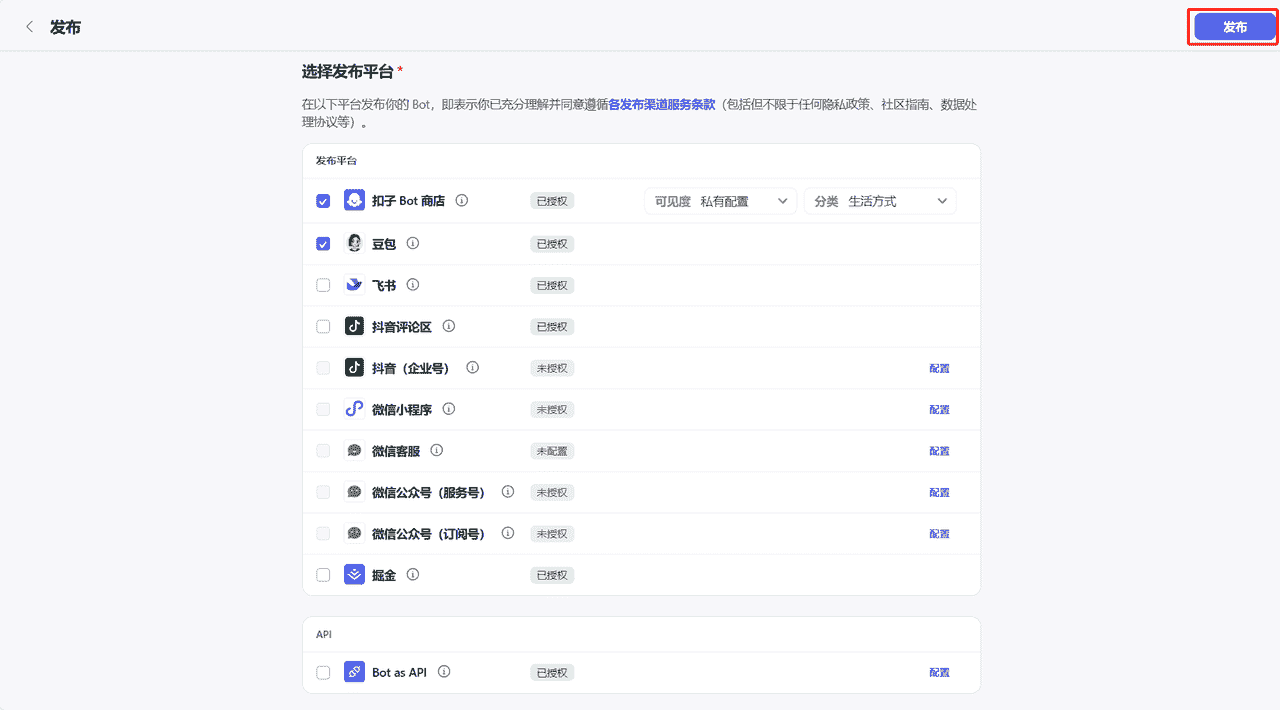 发布
发布
选择发布平台*
在以下平台发布你的 Bot，即表示你已充分理解并同意遵循各发布渠道服务条款（包括但不限于任何隐私政策、社区指南、数据处
理协议等）。
发布平台
扣子 Bot 商店 已授权 可见度 私有配置 分类 生活方式
豆包 已授权
飞书 已授权
抖音评论区 已授权
抖音（企业号） 未授权 配置
微信小程序 未授权 配置
微信客服 未配置 配置
微信公众号（服务号） 未授权 配置
微信公众号（订阅号） 未授权 配置
掘金 已授权
API
Bot as API 已授权 配置